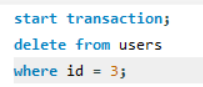 start transaction;
delete from users
where id = 3;